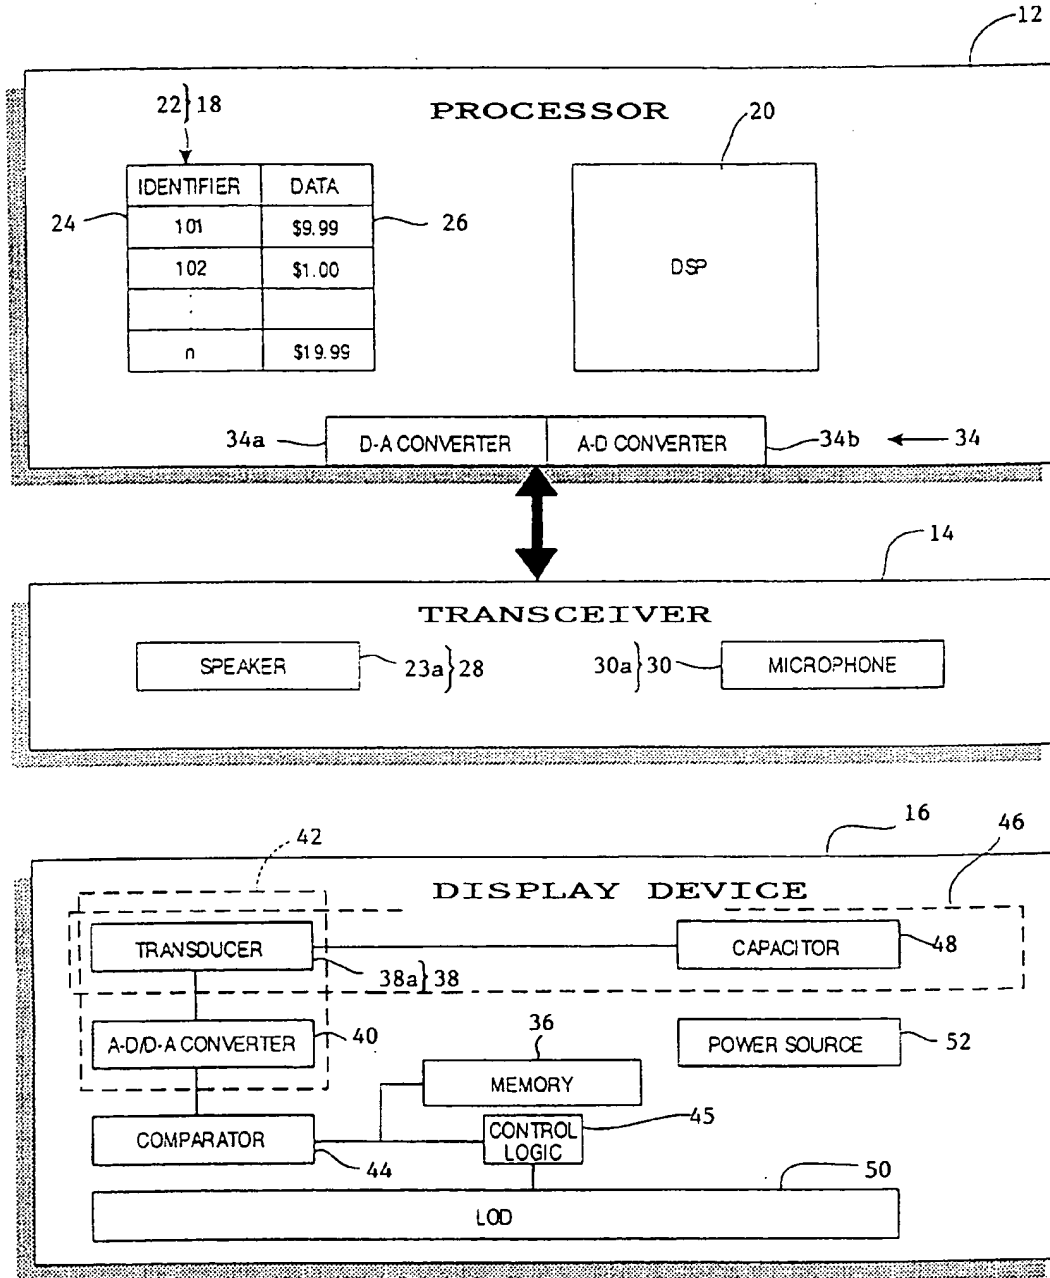 12
22}18
PROCESSOR
20
IDENTIFIER DATA
24 101 $9.99 26
102 $1.00
DSP
n $19.99
34a D-A CONVERTER A-D CONVERTER 34b 34
14
TRANSCEIVER
SPEAKER 23a}28 30a}30 MICROPHONE
16
42 46
DISPLAY DEVICE
TRANSDUCER CAPACITOR 48
38a}38
A-D/D-A CONVERTER 40 36 POWER SOURCE 52
MEMORY
45
COMPARATOR CONTROL
LOGIC
44 50
LOD